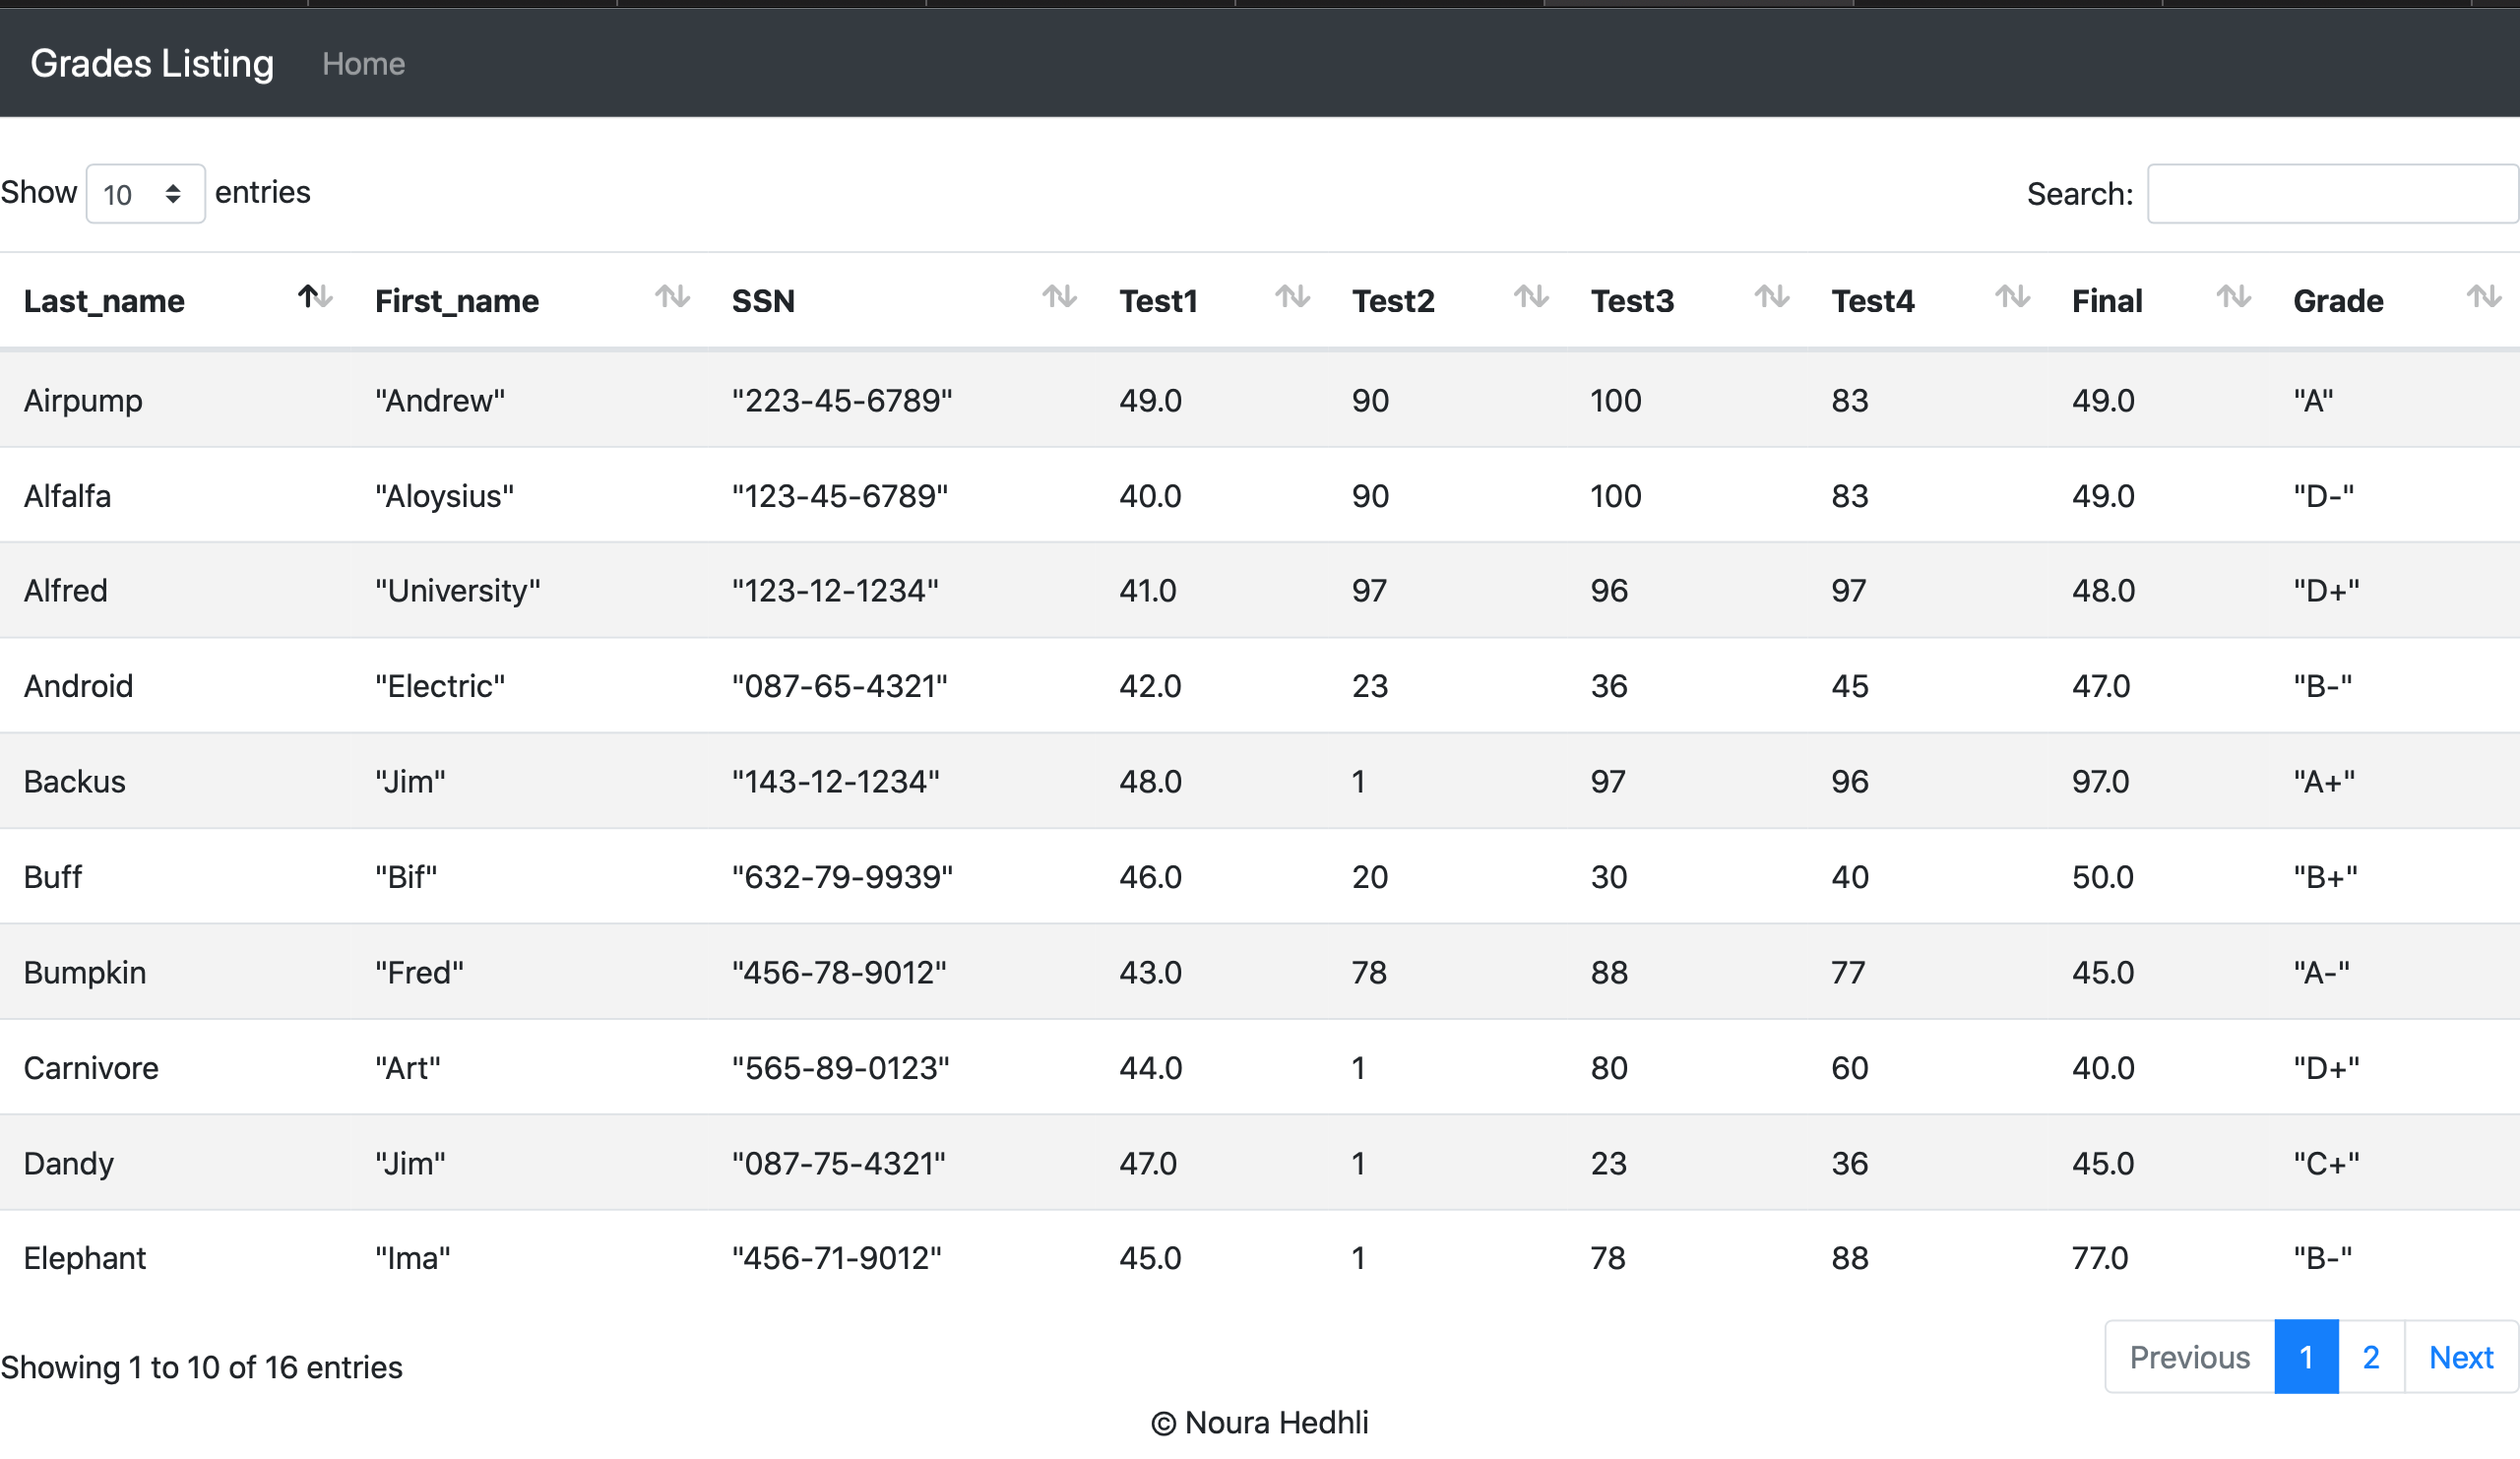 Grades Listing Home
Show 10 entries Search:
Last_name First_name SSN Test1 Test2 Test3 Test4 Final Grade
Airpump "Andrew" "223-45-6789" 49.0 90 100 83 49.0 "A"
Alfalfa "Aloysius" "123-45-6789" 40.0 90 100 83 49.0 "D-"
Alfred "University" "123-12-1234" 41.0 97 96 97 48.0 "D+"
Android "Electric" "087-65-4321" 42.0 23 36 45 47.0 "B-"
Backus "Jim" "143-12-1234" 48.0 1 97 96 97.0 "A+"
Buff "Bif" "632-79-9939" 46.0 20 30 40 50.0 "B+"
Bumpkin "Fred" "456-78-9012" 43.0 78 88 77 45.0 "A-"
Carnivore "Art" "565-89-0123" 44.0 1 80 60 40.0 "D+"
Dandy "Jim" "087-75-4321" 47.0 1 23 36 45.0 "C+"
Elephant "Ima" "456-71-9012" 45.0 1 78 88 77.0 "B-"
Showing 1 to 10 of 16 entries Previous 1 2 Next
© Noura Hedhli